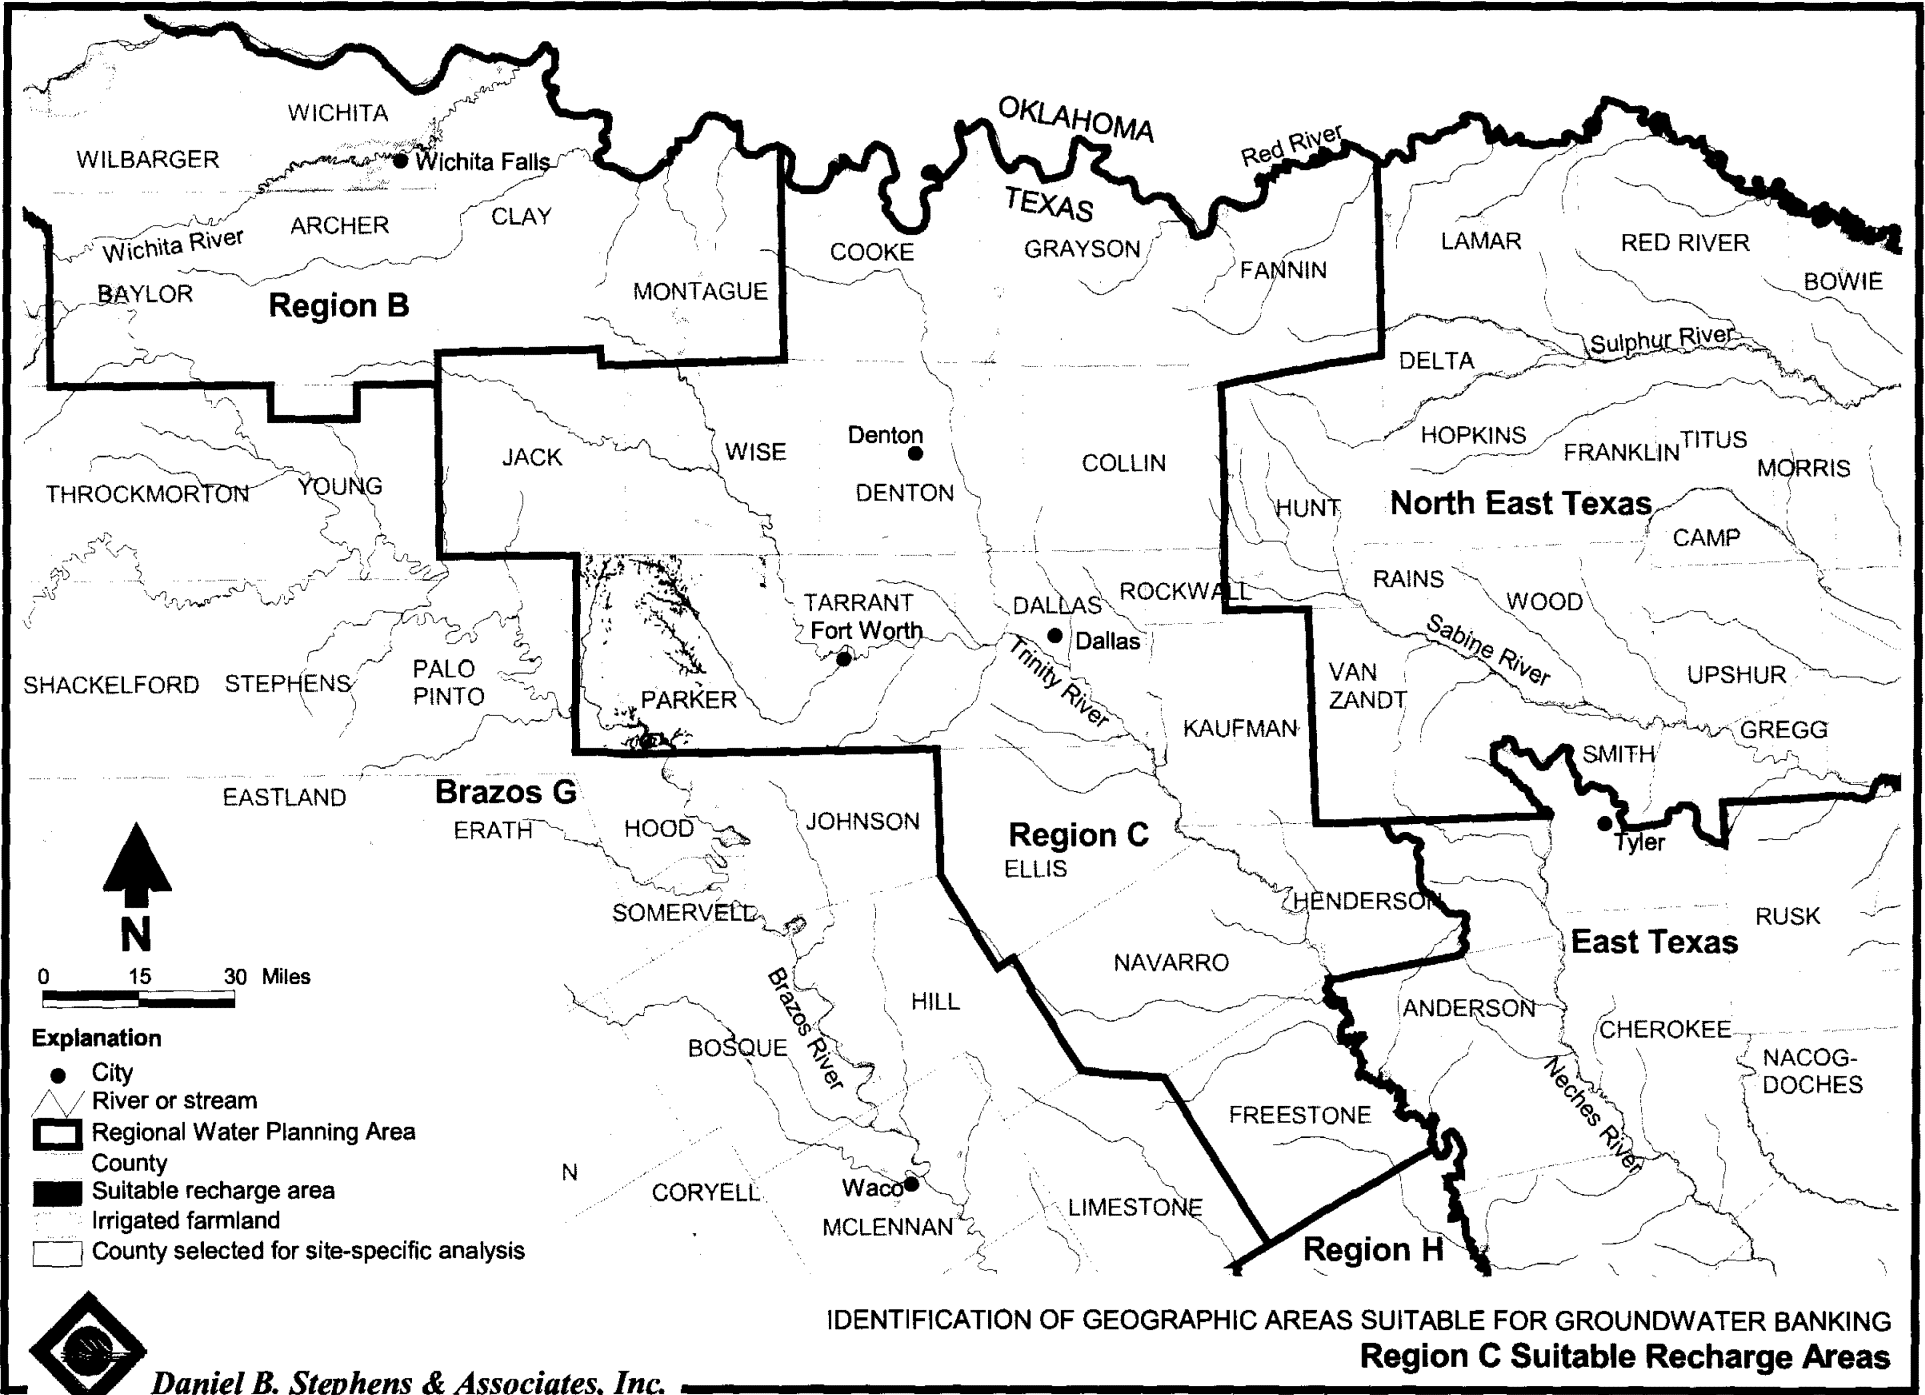 OKLAHOMA
Red River
TEXAS
WICHITA
WILBARGER
Wichita Falls
ARCHER
CLAY
Wichita River
BAYLOR
Region B
MONTAGUE
COOKE
GRAYSON
FANNIN
LAMAR
RED RIVER
BOWIE
Sulphur River
DELTA
HOPKINS
FRANKLIN
TITUS
MORRIS
North East Texas
HUNT
CAMP
JACK
WISE
Denton
DENTON
COLLIN
THROCKMORTON
YOUNG
ROCKWALL
RAINS
WOOD
TARRANT
Fort Worth
DALLAS
Dallas
Trinity River
Sabine River
SHACKELFORD
STEPHENS
PALO
PINTO
PARKER
KAUFMAN
VAN
ZANDT
UPSHUR
GREGG
SMITH
Tyler
EASTLAND
Brazos G
ERATH
HOOD
JOHNSON
Region C
ELLIS
HENDERSON
RUSK
East Texas
SOMERVELL
NAVARRO
Brazos River
HILL
BOSQUE
ANDERSON
CHEROKEE
NACOG-
DOCHES
Neches River
FREESTONE
N
CORYELL
Waco
MCLENNAN
LIMESTONE
Region H
N
0 15 30 Miles
Explanation
City
River or stream
Regional Water Planning Area
County
Suitable recharge area
Irrigated farmland
County selected for site-specific analysis
IDENTIFICATION OF GEOGRAPHIC AREAS SUITABLE FOR GROUNDWATER BANKING
Region C Suitable Recharge Areas
Daniel B. Stephens & Associates, Inc.